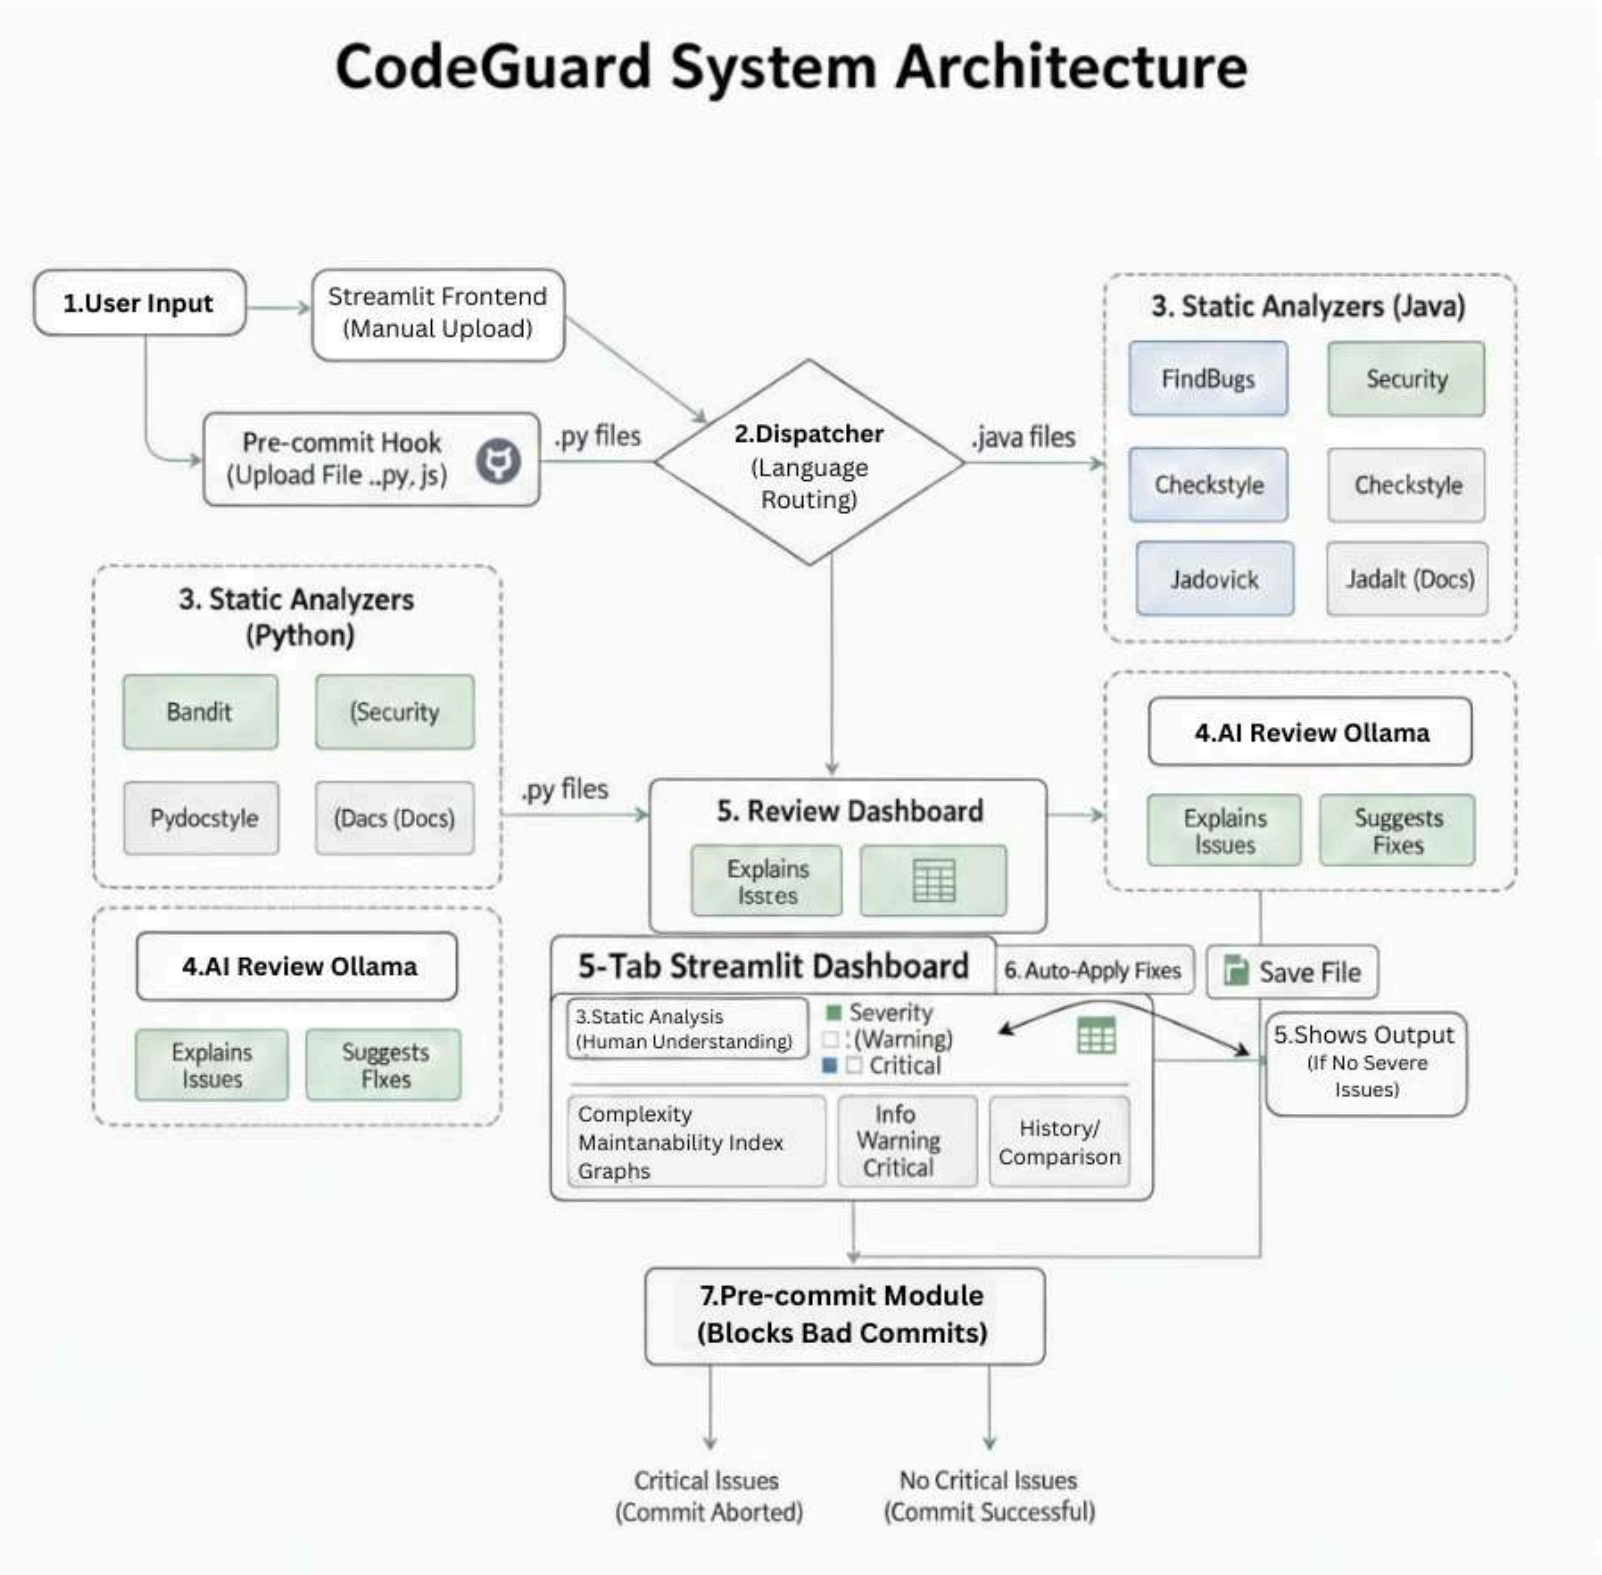 CodeGuard System Architecture
1.User Input
Streamlit Frontend
(Manual Upload)
Pre-commit Hook
(Upload File ..py, js)
.py files
2.Dispatcher
(Language
Routing)
.java files
3. Static Analyzers (Java)
FindBugs
Security
Checkstyle
Checkstyle
Jadovick
Jadalt (Docs)
3. Static Analyzers
(Python)
Bandit
(Security
Pydocstyle
(Dacs (Docs)
.py files
5. Review Dashboard
Explains
Issres
4.AI Review Ollama
Explains
Issues
Suggests
Fixes
4.AI Review Ollama
Explains
Issues
Suggests
FIxes
5-Tab Streamlit Dashboard
6.Auto-Apply Fixes
Save File
3.Static Analysis
(Human Understanding)
Severity
: (Warning)
Critical
5.Shows Output
(If No Severe
Issues)
Complexity
Maintanability Index
Graphs
Info
Warning
Critical
History/
Comparison
7.Pre-commit Module
(Blocks Bad Commits)
Critical Issues
(Commit Aborted)
No Critical Issues
(Commit Successful)